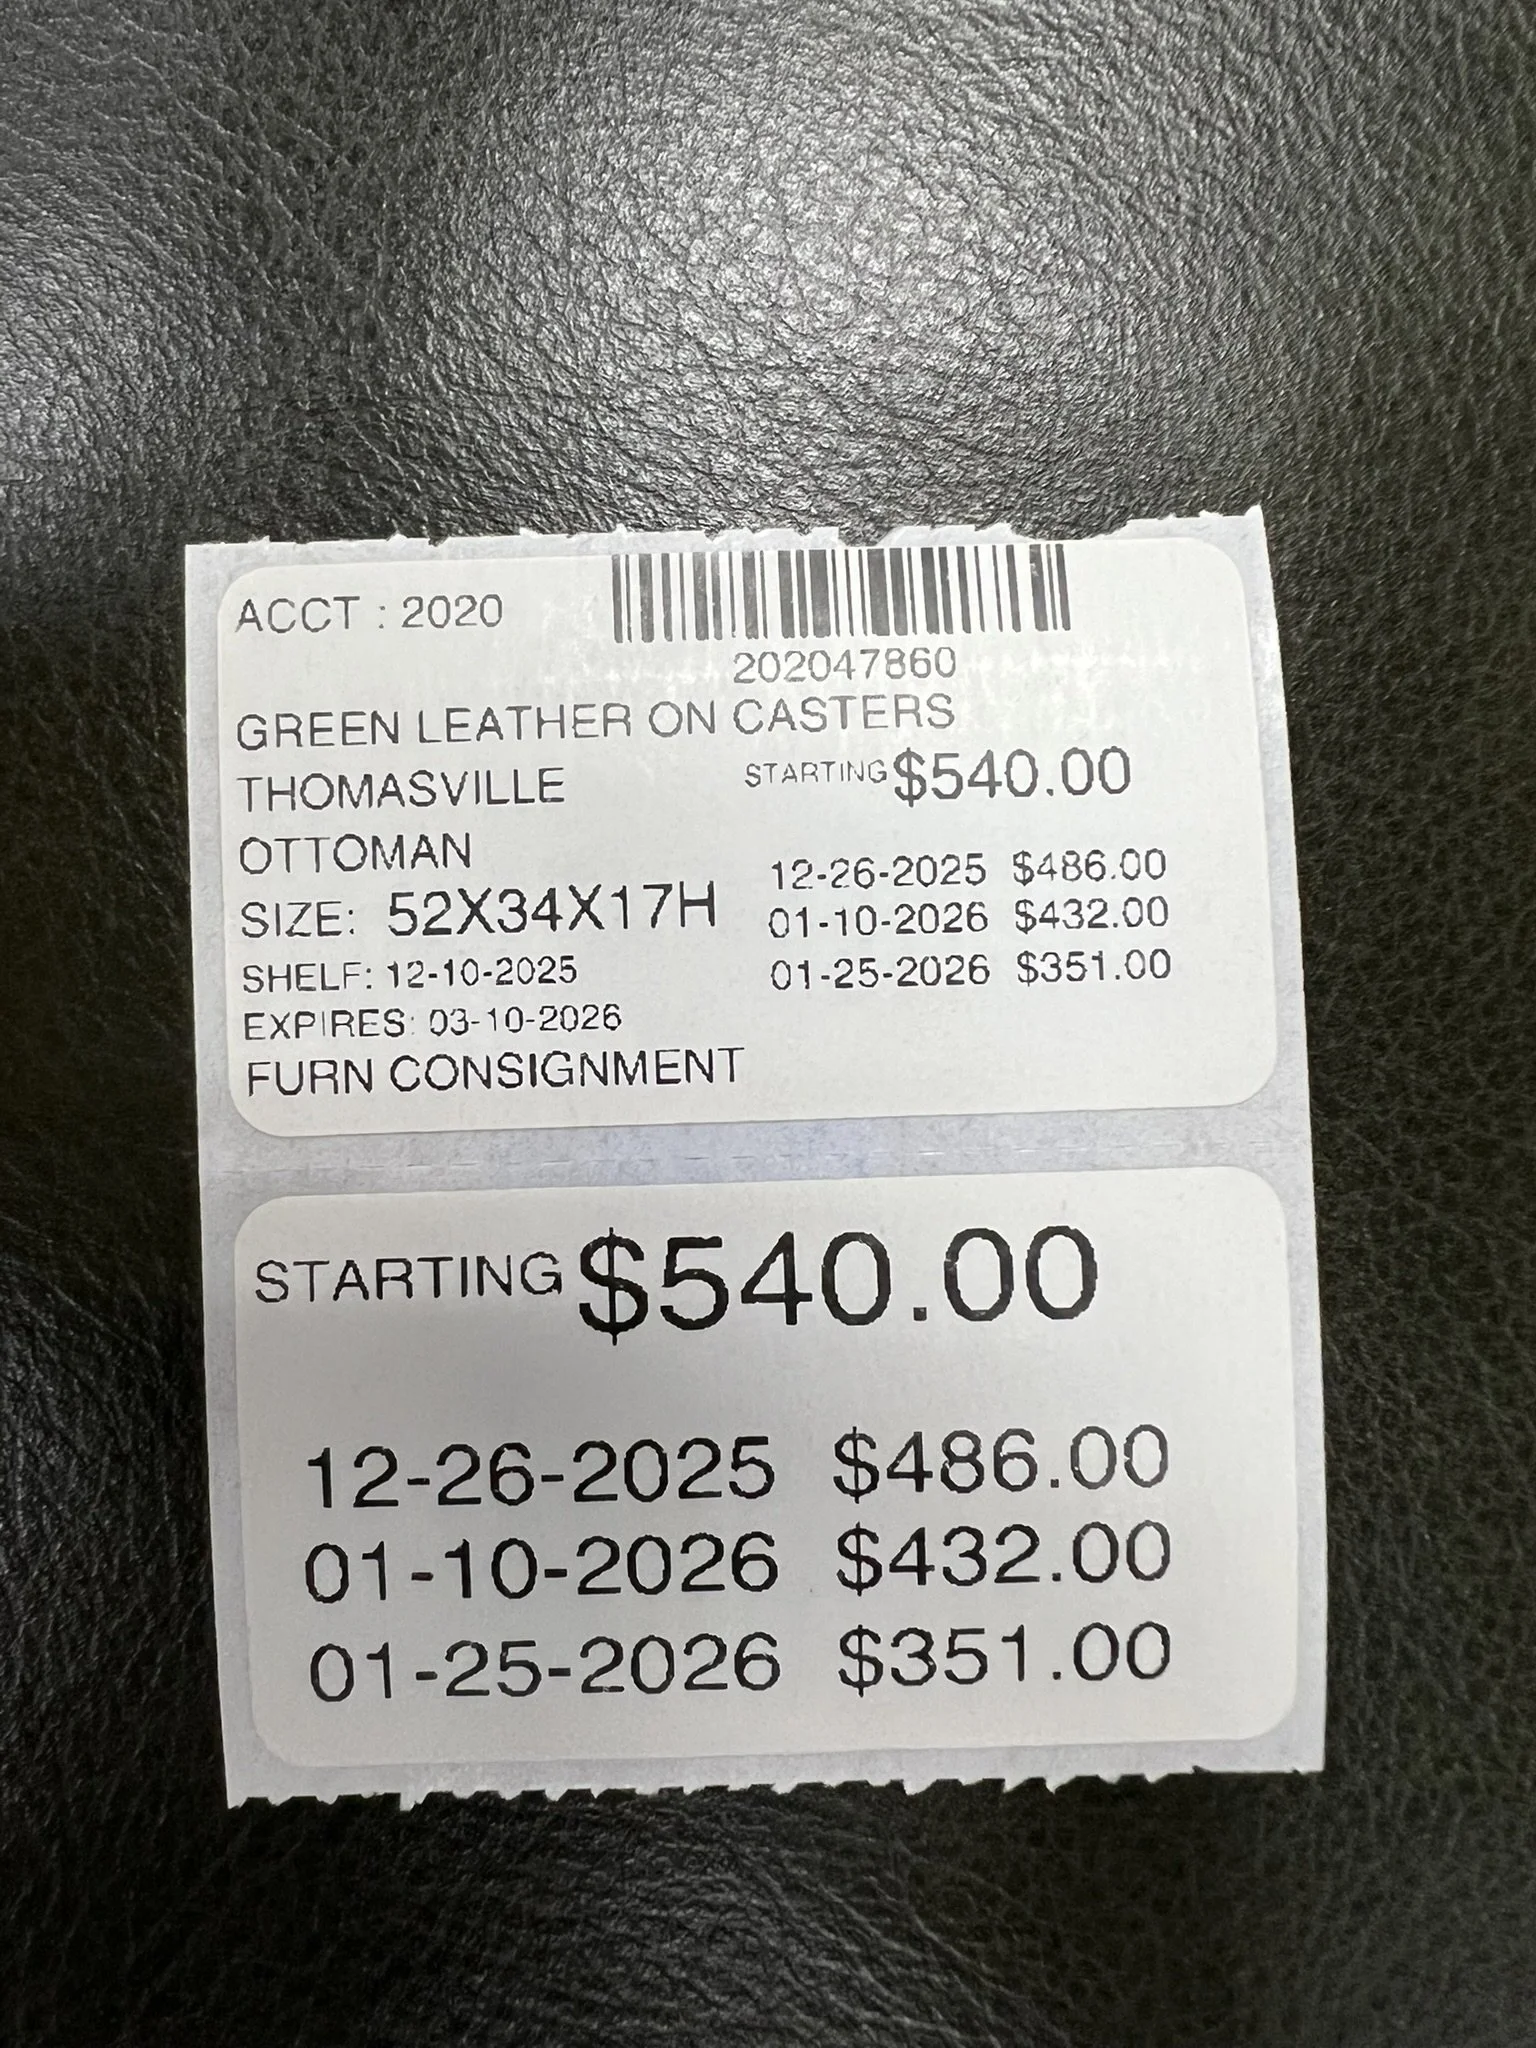 ACCT : 2020
202047860
GREEN LEATHER ON CASTERS
THOMASVILLE
STARTING $540.00
OTTOMAN
12-26-2025 $486.00
SIZE: 52X34X17H
01-10-2026 $432.00
SHELF: 12-10-2025
01-25-2026 $351.00
EXPIRES: 03-10-2026
FURN CONSIGNMENT
STARTING $540.00
12-26-2025 $486.00
01-10-2026 $432.00
01-25-2026 $351.00